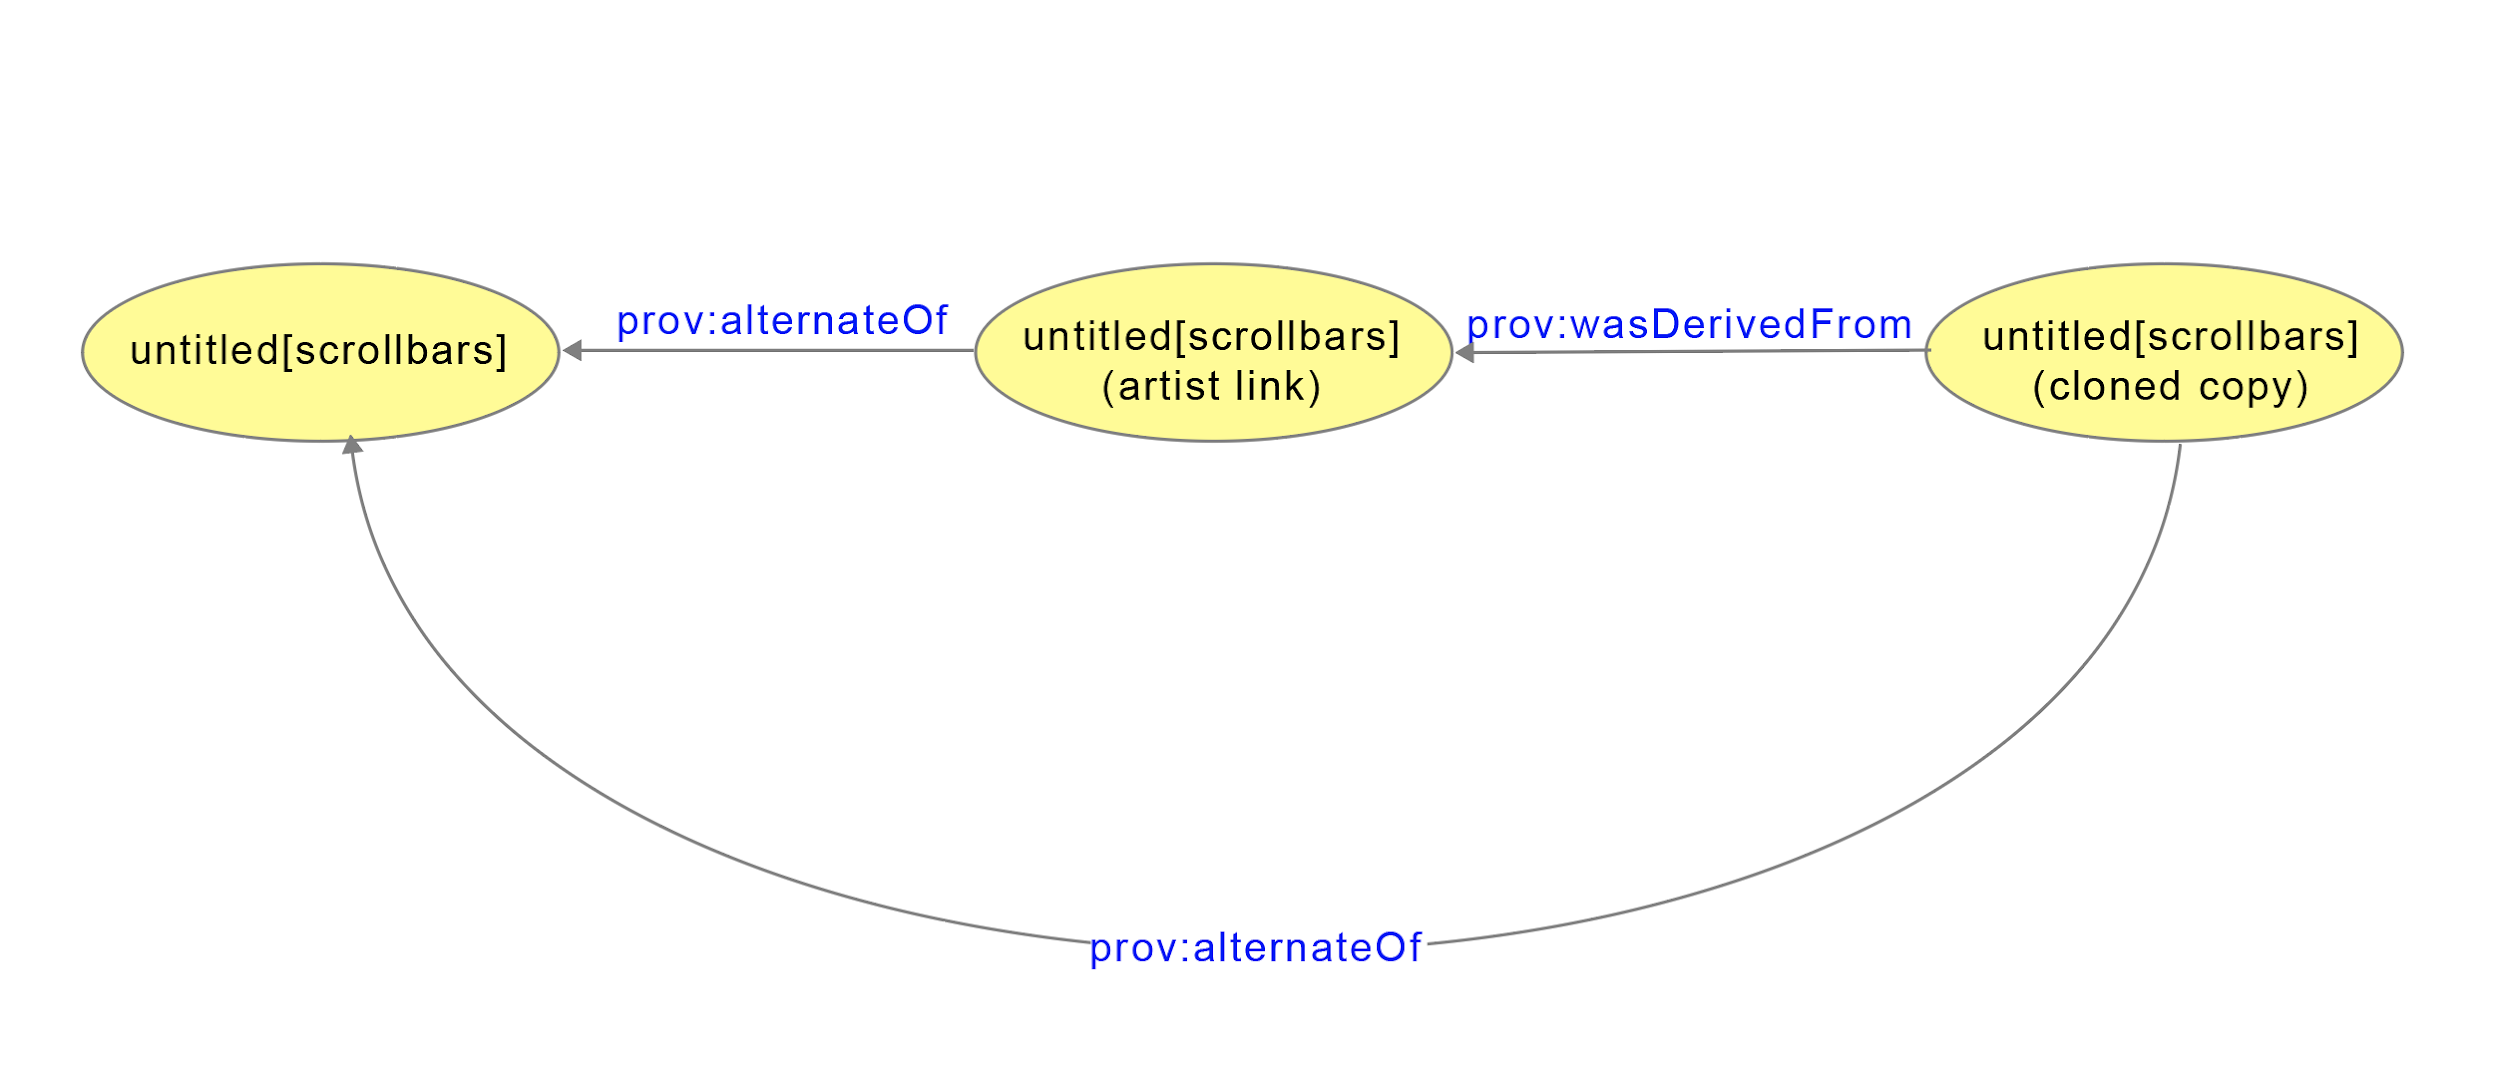 prov:alternateOf
prov:wasDerivedFrom
untitled[scrollbars]
untitled[scrollbars]
(artist link)
untitled[scrollbars]
(cloned copy)
prov:alternateOf